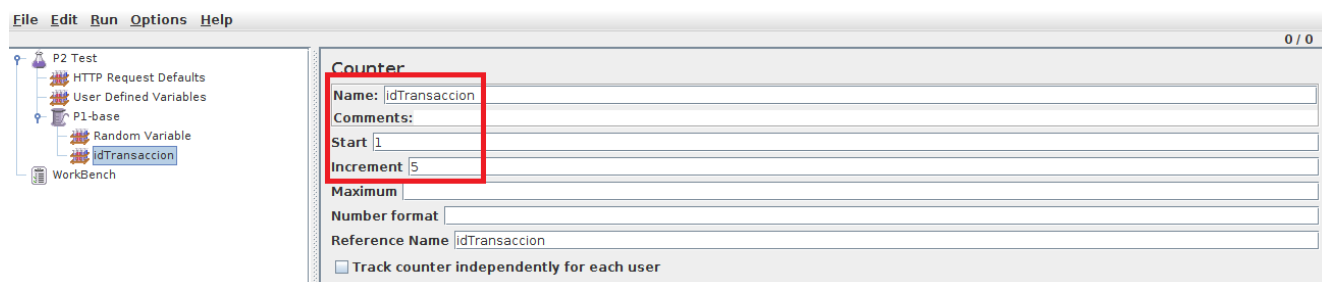 File Edit Run Options Help
0 / 0
P2 Test
HTTP Request Defaults
User Defined Variables
P1-base
Random Variable
idTransaccion
WorkBench
Counter
Name: idTransaccion
Comments:
Start 1
Increment 5
Maximum
Number format
Reference Name idTransaccion
Track counter independently for each user